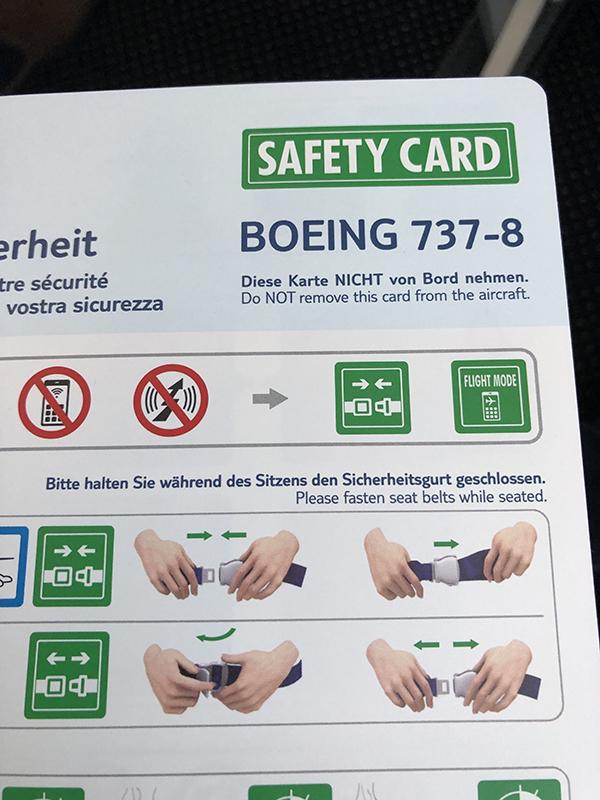 SAFETY CARD
BOEING 737-8
Diese Karte NICHT von Bord nehmen.
Do NOT remove this card from the aircraft.
erheit
tre sécurité
vostra sicurezza
FLIGHT MODE
Bitte halten Sie während des Sitzens den Sicherheitsgurt geschlossen.
Please fasten seat belts while seated.